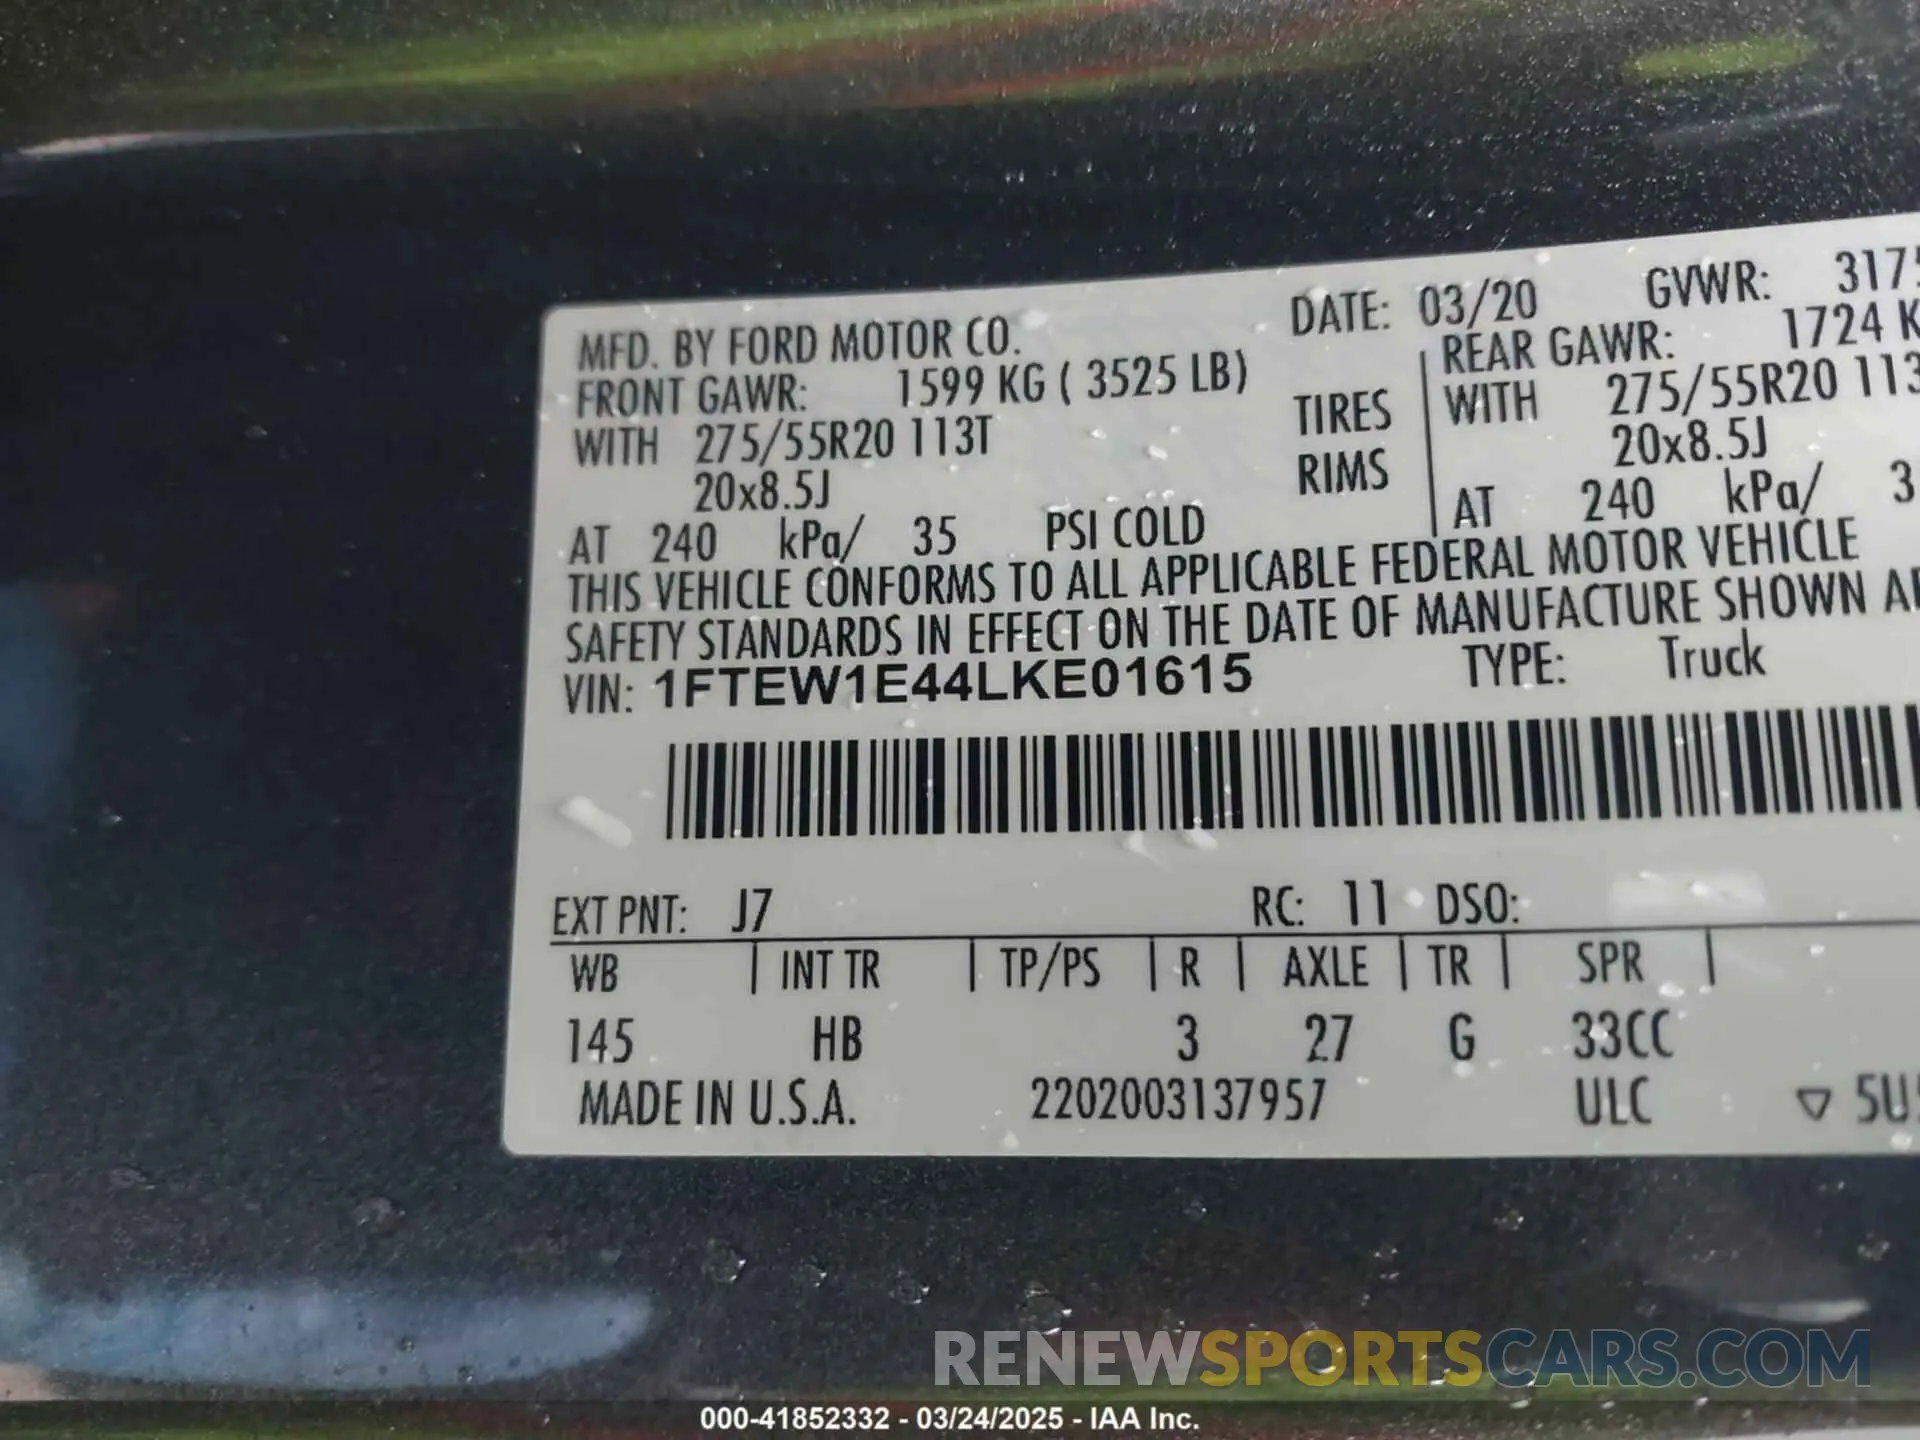 MFD. BY FORD MOTOR CO. DATE: 03/20 GVWR:
FRONT GAWR: 1599 KG ( 3525 LB) REAR GAWR: 1724
WITH 275/55R20 113T TIRES WITH 275/55R20
20x8.5J RIMS 20x8.5J
AT 240 kPa/ 35 PSI COLD AT 240 kPa/
THIS VEHICLE CONFORMS TO ALL APPLICABLE FEDERAL MOTOR VEHICLE
SAFETY STANDARDS IN EFFECT ON THE DATE OF MANUFACTURE SHOWN
VIN: 1FTEW1E44LKE01615 TYPE: Truck
EXT PNT: J7 RC: 11 DSO:
WB | INT TR | TP/PS | R | AXLE | TR | SPR |
145 HB 3 27 G 33CC
MADE IN U.S.A. 2202003137957 ULC
RENEWSPORTSCARS.COM
000-41852332 - 03/24/2025 - IAA Inc.